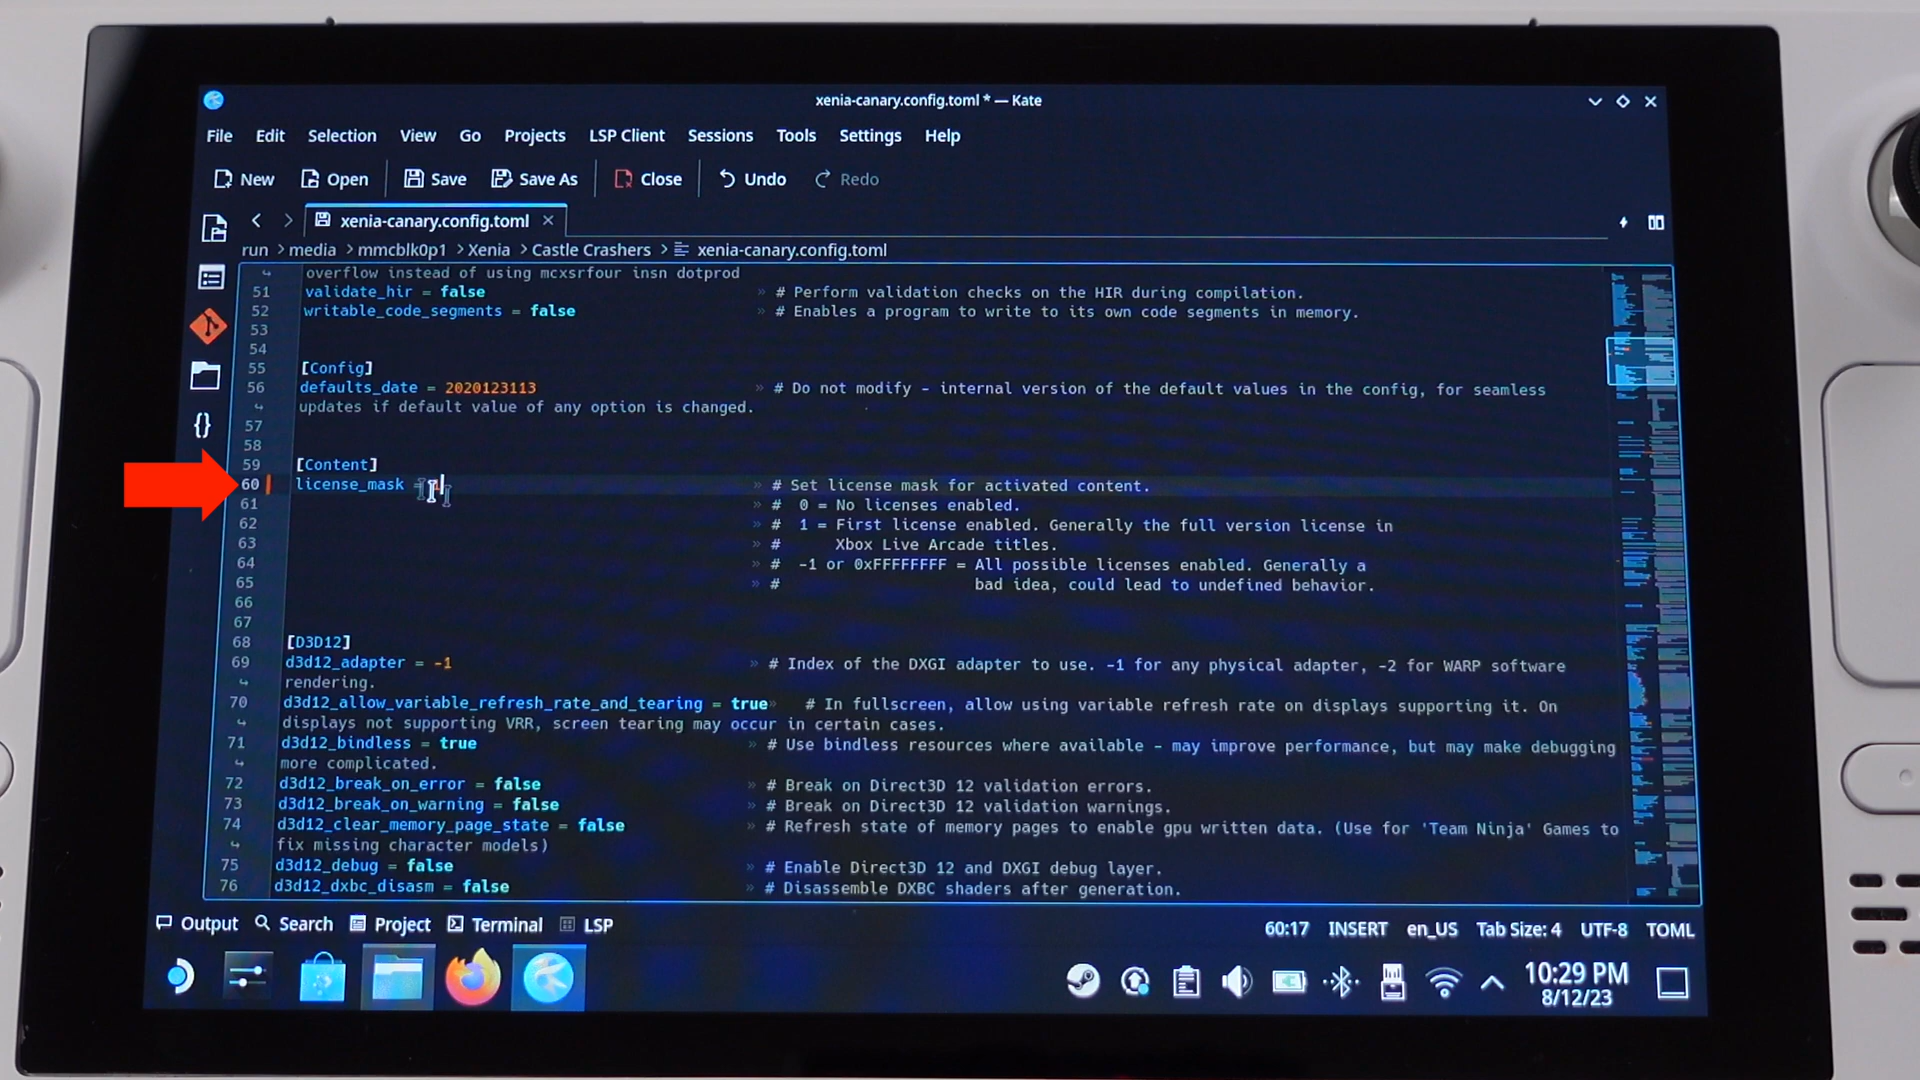 xenia-canary.config.toml * — Kate
File Edit Selection View Go Projects LSP Client Sessions Tools Settings Help
New Open Save Save As Close Undo Redo
xenia-canary.config.toml
run > media > mmcblk0p1 > Xenia > Castle Crashers > xenia-canary.config.toml
overflow instead of using mcxsrfour insn dotprod
51 validate_hir = false » # Perform validation checks on the HIR during compilation.
52 writable_code_segments = false » # Enables a program to write to its own code segments in memory.
53
54
55 [Config]
56 defaults_date = 2020123113 » # Do not modify - internal version of the default values in the config, for seamless
updates if default value of any option is changed.
57
58
59 [Content]
60 license_mask = » # Set license mask for activated content.
61 » # 0 = No licenses enabled.
62 » # 1 = First license enabled. Generally the full version license in
63 » # Xbox Live Arcade titles.
64 » # -1 or 0xFFFFFFFF = All possible licenses enabled. Generally a
65 » # bad idea, could lead to undefined behavior.
66
67
68 [D3D12]
69 d3d12_adapter = -1 » # Index of the DXGI adapter to use. -1 for any physical adapter, -2 for WARP software
rendering.
70 d3d12_allow_variable_refresh_rate_and_tearing = true » # In fullscreen, allow using variable refresh rate on displays supporting it. On
displays not supporting VRR, screen tearing may occur in certain cases.
71 d3d12_bindless = true » # Use bindless resources where available - may improve performance, but may make debugging
more complicated.
72 d3d12_break_on_error = false » # Break on Direct3D 12 validation errors.
73 d3d12_break_on_warning = false » # Break on Direct3D 12 validation warnings.
74 d3d12_clear_memory_page_state = false » # Refresh state of memory pages to enable gpu written data. (Use for 'Team Ninja' Games to
fix missing character models)
75 d3d12_debug = false » # Enable Direct3D 12 and DXGI debug layer.
76 d3d12_dxbc_disasm = false » # Disassemble DXBC shaders after generation.
Output Search Project Terminal LSP
60:17 INSERT en_US Tab Size: 4 UTF-8 TOML
10:29 PM
8/12/23